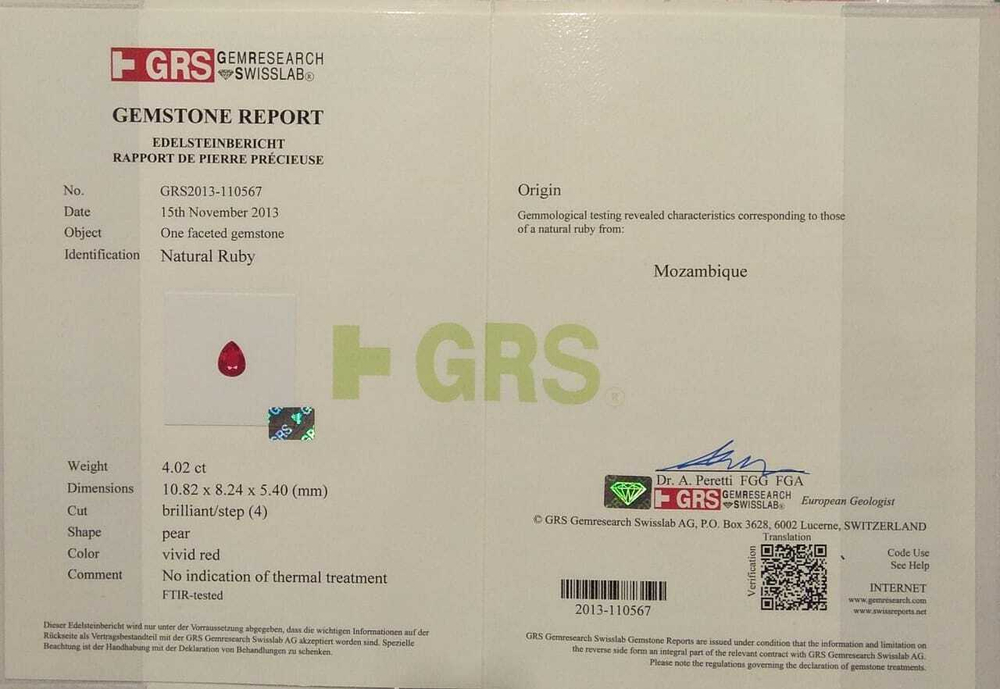 GRS GEMRESEARCH
SWISSLAB®
GEMSTONE REPORT
EDELSTEINBERICHT
RAPPORT DE PIERRE PRÉCIEUSE
No. GRS2013-110567
Date 15th November 2013
Object One faceted gemstone
Identification Natural Ruby
GRS
Weight 4.02 ct
Dimensions 10.82 x 8.24 x 5.40 (mm)
Cut brilliant/step (4)
Shape pear
Color vivid red
Comment No indication of thermal treatment
FTIR-tested
Dieser Edelsteinbericht wird nur unter der Vorraussetzung abgegeben, dass die wichtigen Informationen auf der
Rückseite als Vertragsbestandteil mit der GRS Gemresearch Swisslab AG akzeptiert worden sind. Spezielle
Beachtung ist der Handhabung mit der Deklaration von Behandlungen zu schenken.
GRS®
Origin
Gemmological testing revealed characteristics corresponding to those
of a natural ruby from:
Mozambique
Dr. A. Peretti FGG FGA
GRS GEMRESEARCH
SWISSLAB® European Geologist
© GRS Gemresearch Swisslab AG, P.O. Box 3628, 6002 Lucerne, SWITZERLAND
Translation
Verification
Code Use
See Help
INTERNET
www.gemresearch.com
www.swissreports.net
2013-110567
GRS Gemresearch Swisslab Gemstone Reports are issued under condition that the information and limitation on
the reverse side form an integral part of the relevant contract with GRS Gemresearch Swisslab AG.
Please note the regulations governing the declaration of gemstone treatments.